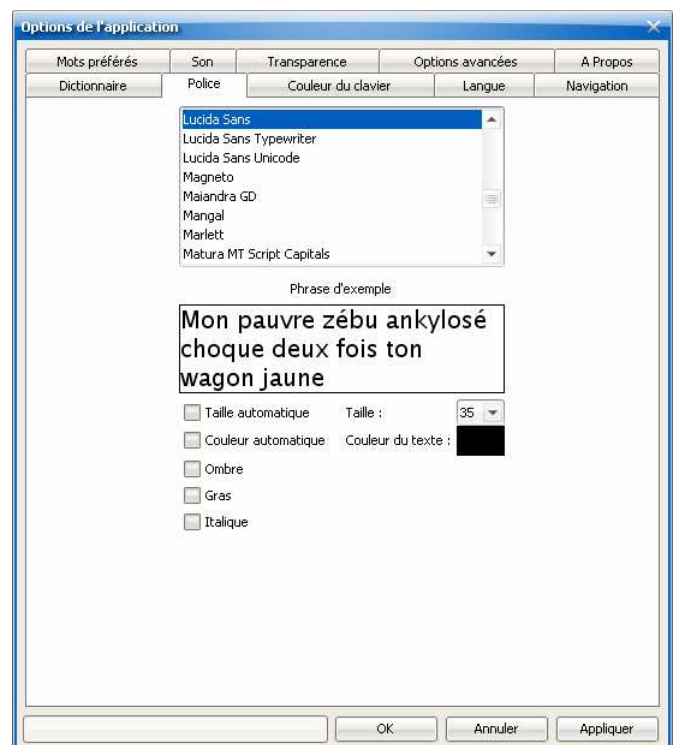 Options de l'application
Mots préférés Son Transparence Options avancées A Propos
Dictionnaire Police Couleur du clavier Langue Navigation
Lucida Sans
Lucida Sans Typewriter
Lucida Sans Unicode
Magneto
Maiandra GD
Mangal
Marlett
Matura MT Script Capitals
Phrase d'exemple
Mon pauvre zébu ankylosé
choque deux fois ton
wagon jaune
Taille automatique Taille : 35
Couleur automatique Couleur du texte :
Ombre
Gras
Italique
OK Annuler Appliquer